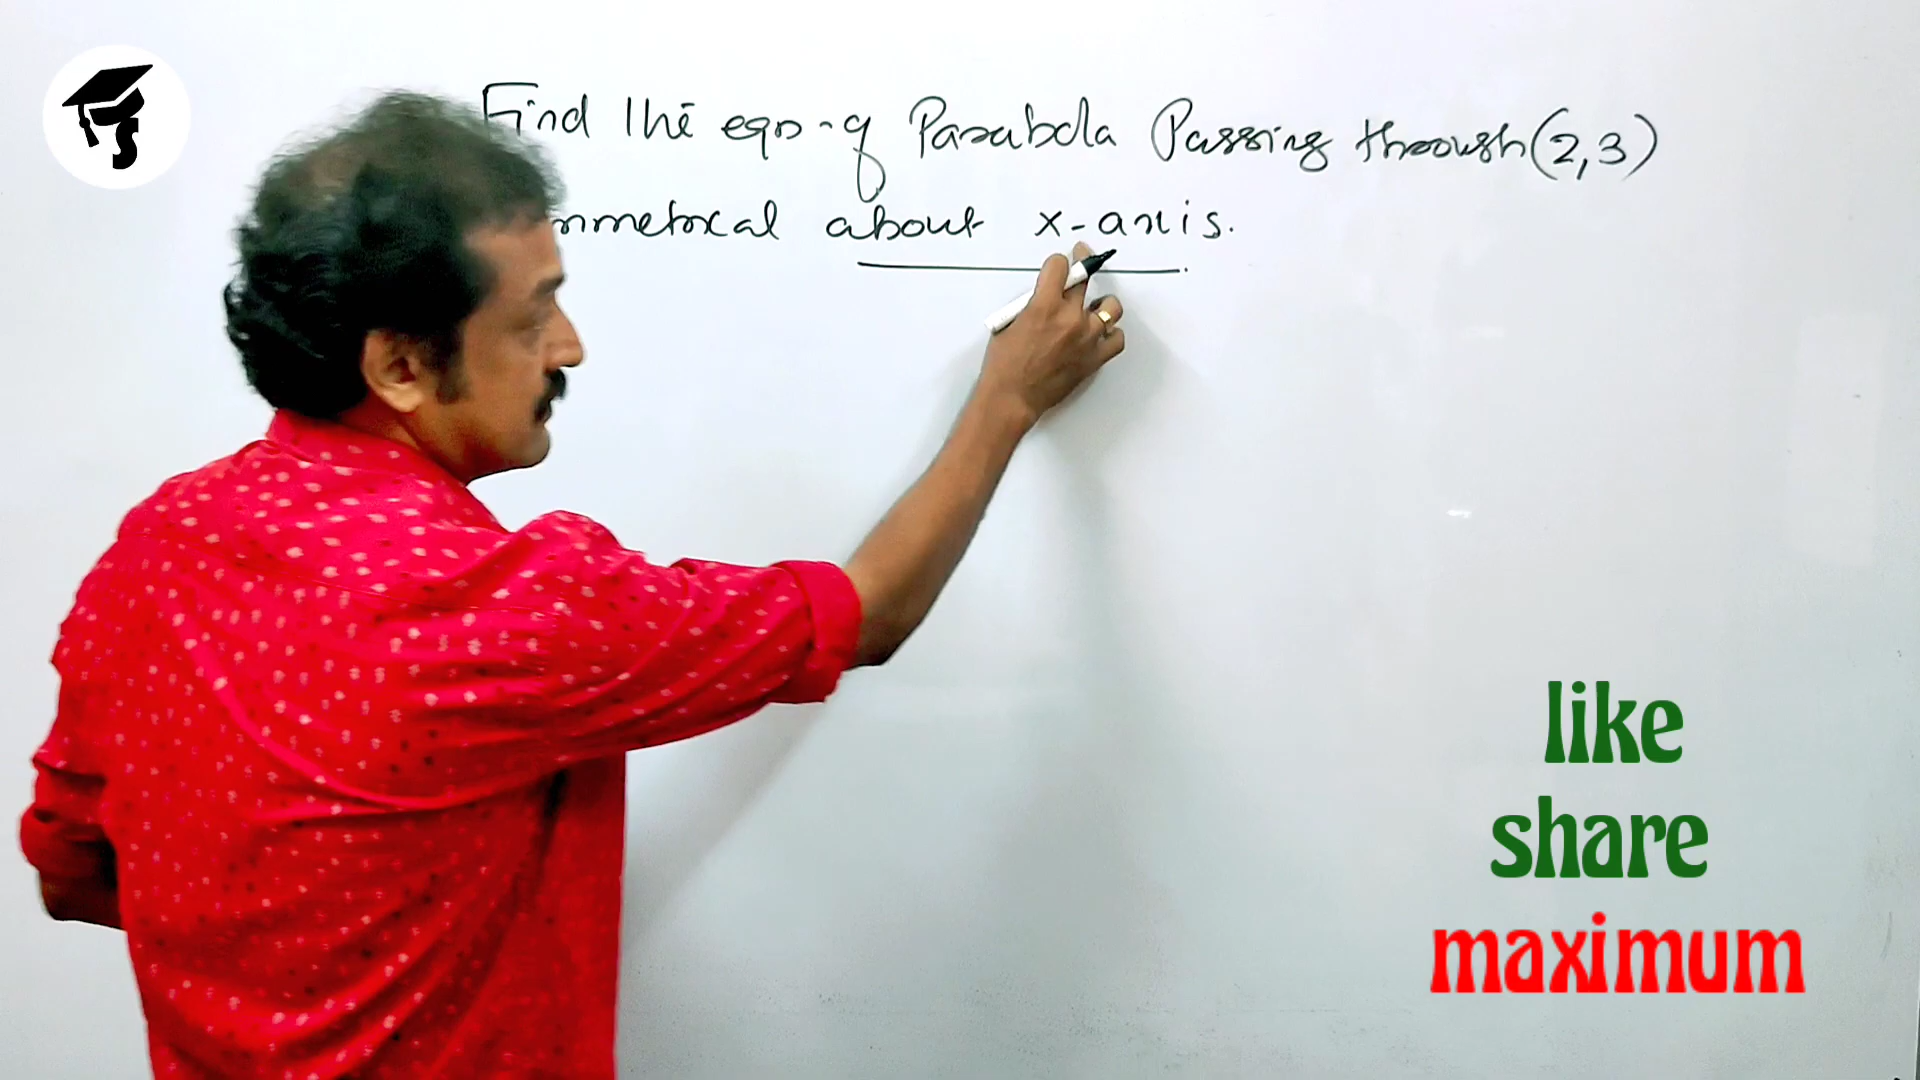 Find the eqn-of Parabola Passing through (2,3)
mmetrical about x-axis.
S
like
share
maximum